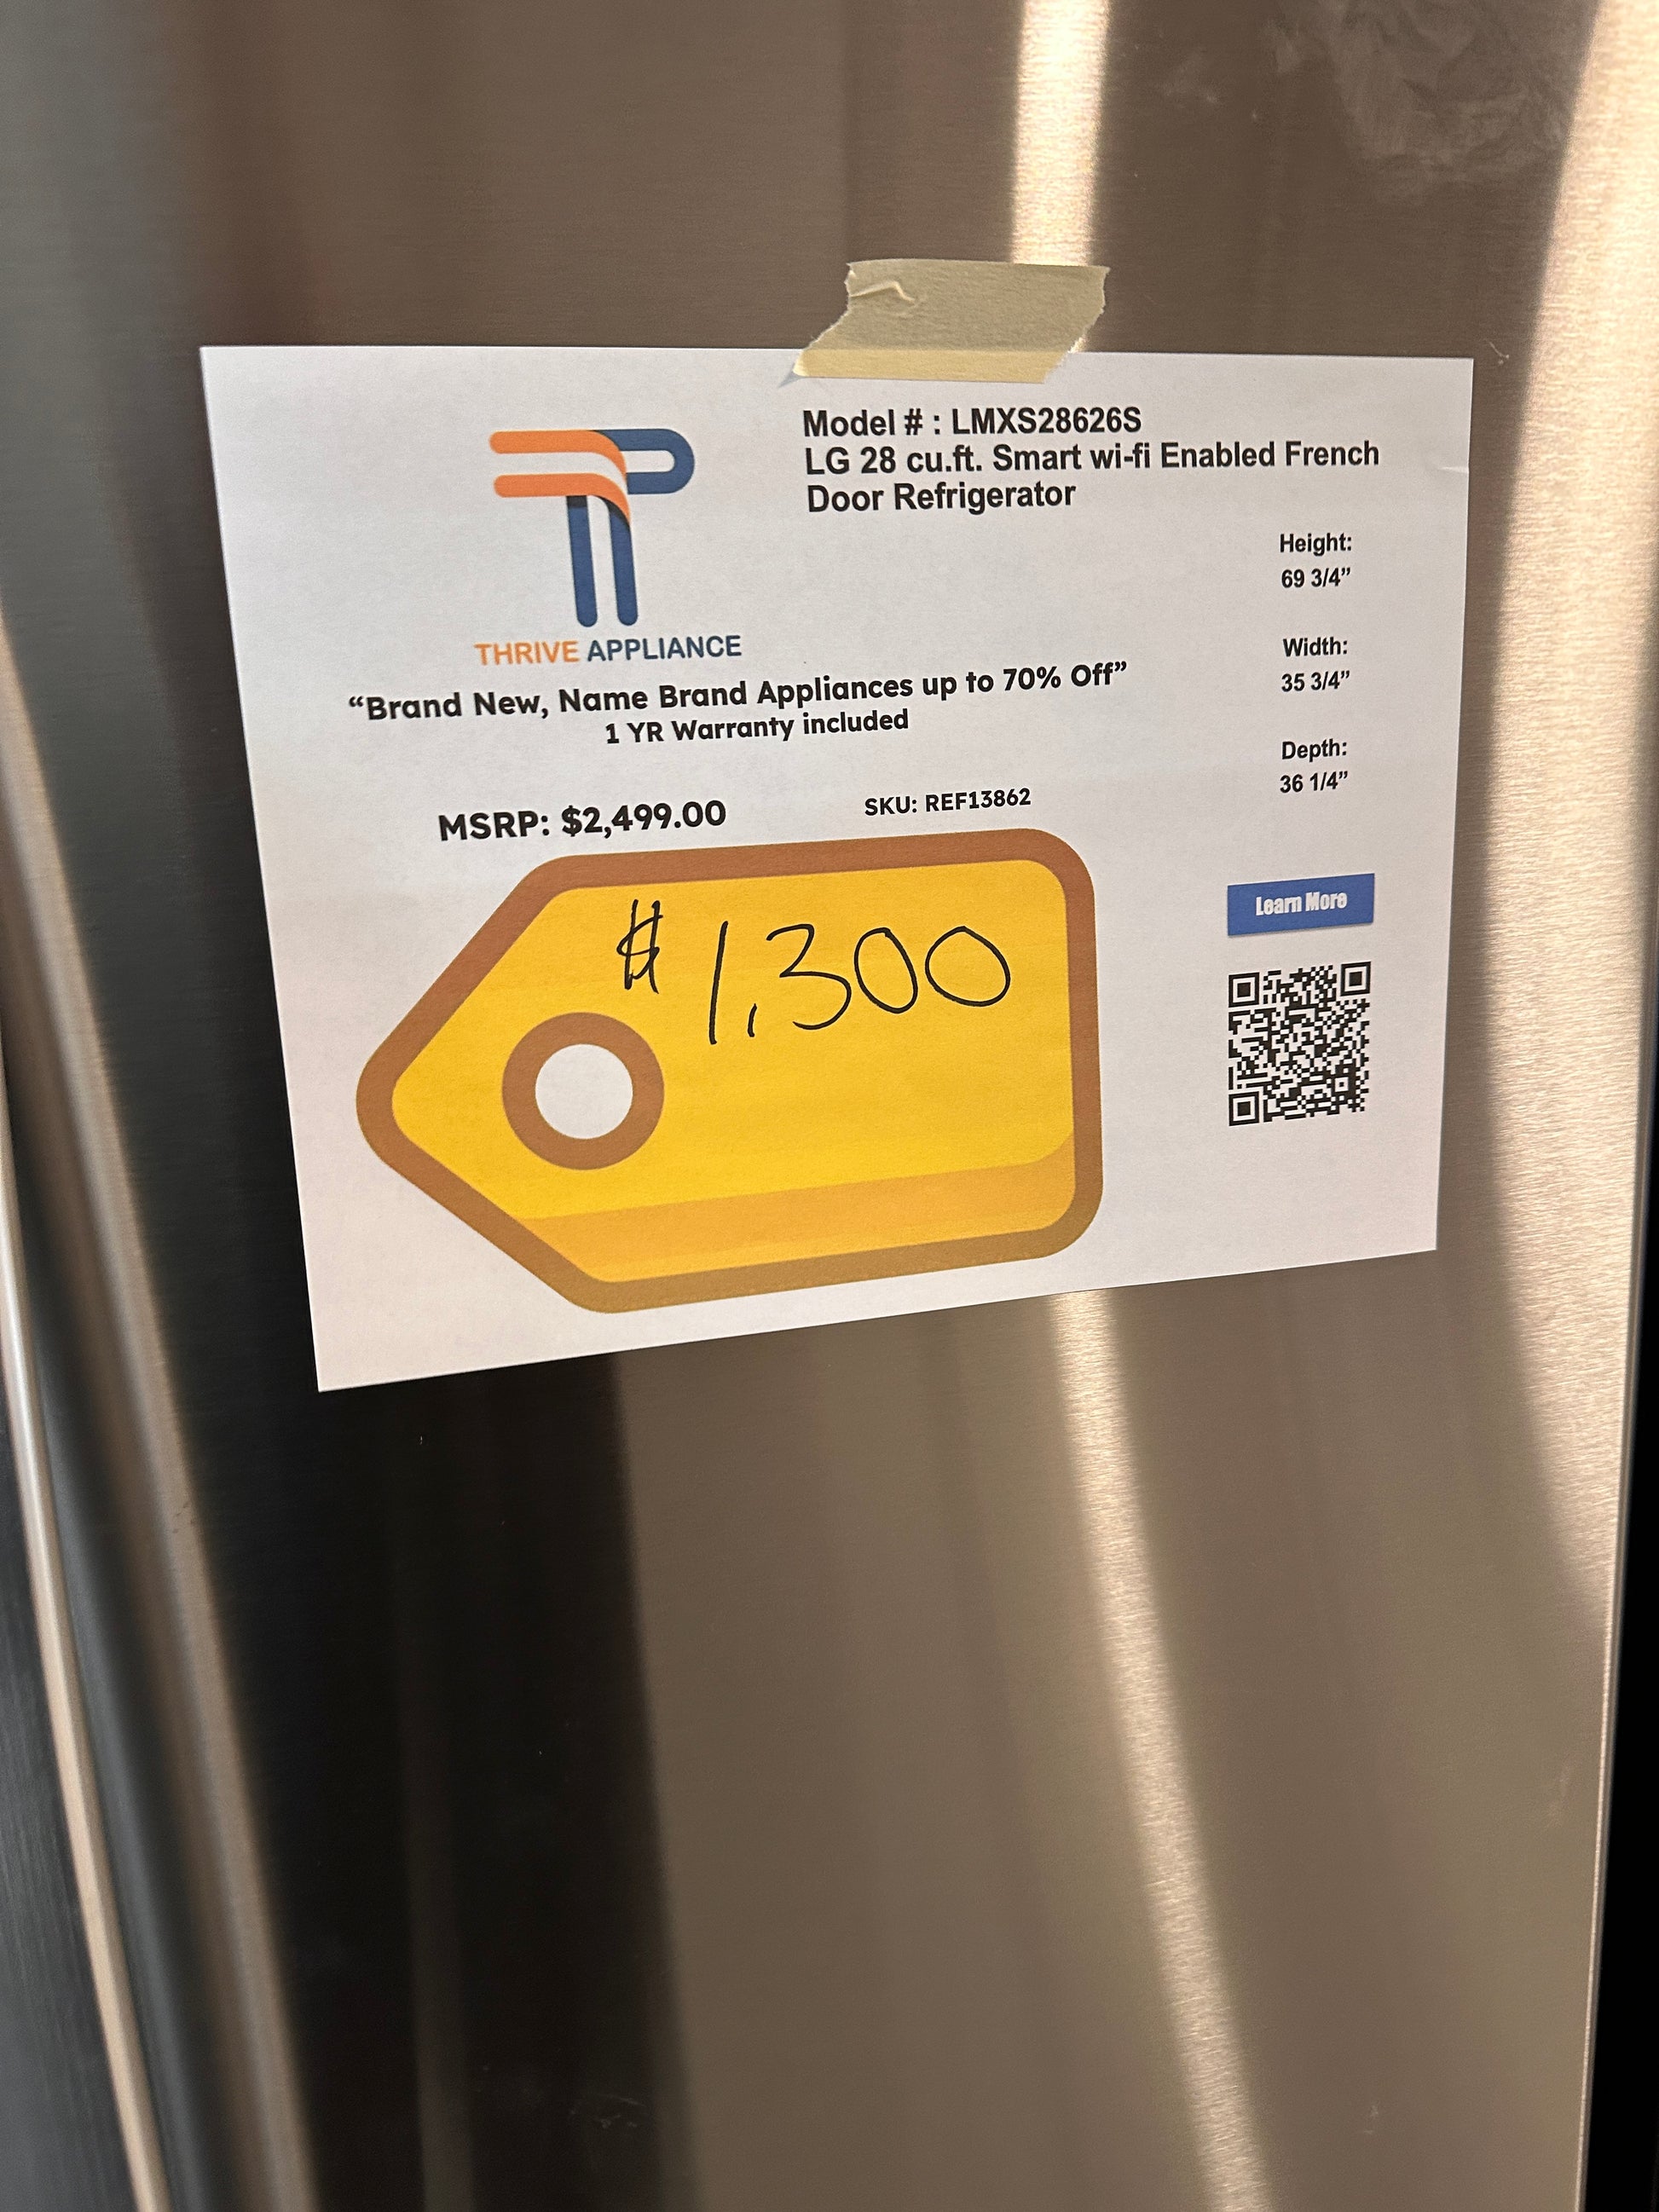 Model # : LMXS28626S
LG 28 cu.ft. Smart wi-fi Enabled French
Door Refrigerator
Height:
69 3/4”
Width:
35 3/4”
Depth:
36 1/4”
THRIVE APPLIANCE
“Brand New, Name Brand Appliances up to 70% Off”
1 YR Warranty included
MSRP: $2,499.00
SKU: REF13862
$1,300
Learn More